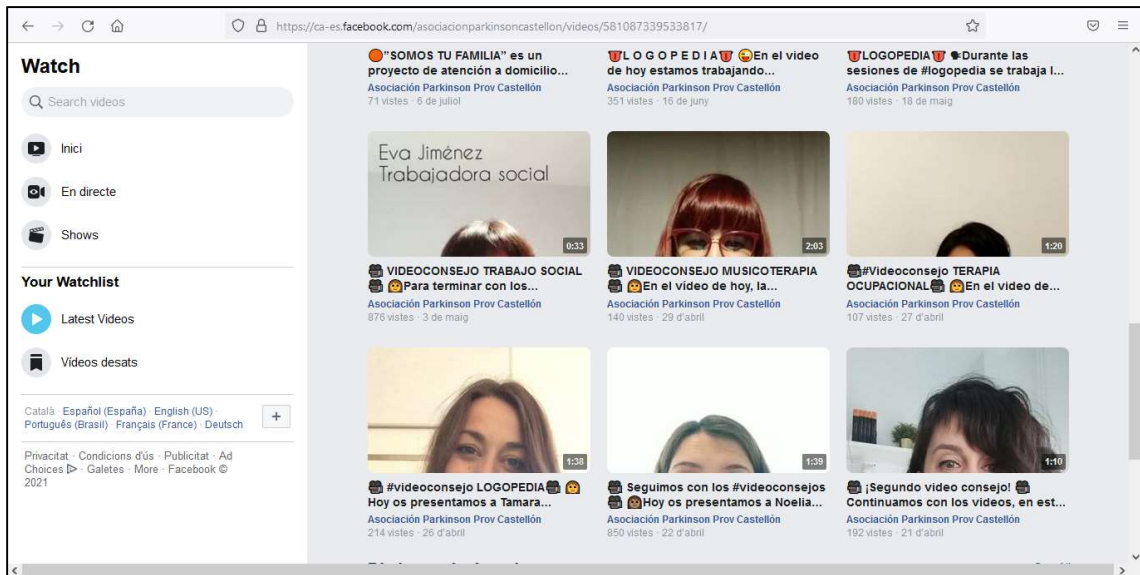 https://ca-es.facebook.com/asociacionparkinsoncastellon/videos/581087339533817/
Watch
Search videos
Inici
En directe
Shows
Your Watchlist
Latest Videos
Vídeos desats
Català · Español (España) · English (US) ·
Português (Brasil) · Français (France) · Deutsch
+
Privacitat · Condicions d'ús · Publicitat · Ad
Choices · Galetes · More · Facebook ©
2021
"SOMOS TU FAMILIA" es un
proyecto de atención a domicilio...
Asociación Parkinson Prov Castellón
71 vistes · 6 de juliol
L O G O P E D I A En el video
de hoy estamos trabajando...
Asociación Parkinson Prov Castellón
351 vistes · 16 de juny
LOGOPEDIA Durante las
sesiones de #logopedia se trabaja l...
Asociación Parkinson Prov Castellón
180 vistes · 18 de maig
Eva Jiménez
Trabajadora social
0:33
VIDEOCONSEJO TRABAJO SOCIAL
Para terminar con los...
Asociación Parkinson Prov Castellón
876 vistes · 3 de maig
2:03
VIDEOCONSEJO MUSICOTERAPIA
En el vídeo de hoy, la...
Asociación Parkinson Prov Castellón
140 vistes · 29 d'abril
1:20
#Videoconsejo TERAPIA
OCUPACIONAL En el video de...
Asociación Parkinson Prov Castellón
107 vistes · 27 d'abril
1:38
#videoconsejo LOGOPEDIA
Hoy os presentamos a Tamara...
Asociación Parkinson Prov Castellón
214 vistes · 26 d'abril
1:39
Seguimos con los #videoconsejos
Hoy os presentamos a Noelia...
Asociación Parkinson Prov Castellón
850 vistes · 22 d'abril
1:10
¡Segundo video consejo!
Continuamos con los videos, en est...
Asociación Parkinson Prov Castellón
192 vistes · 21 d'abril